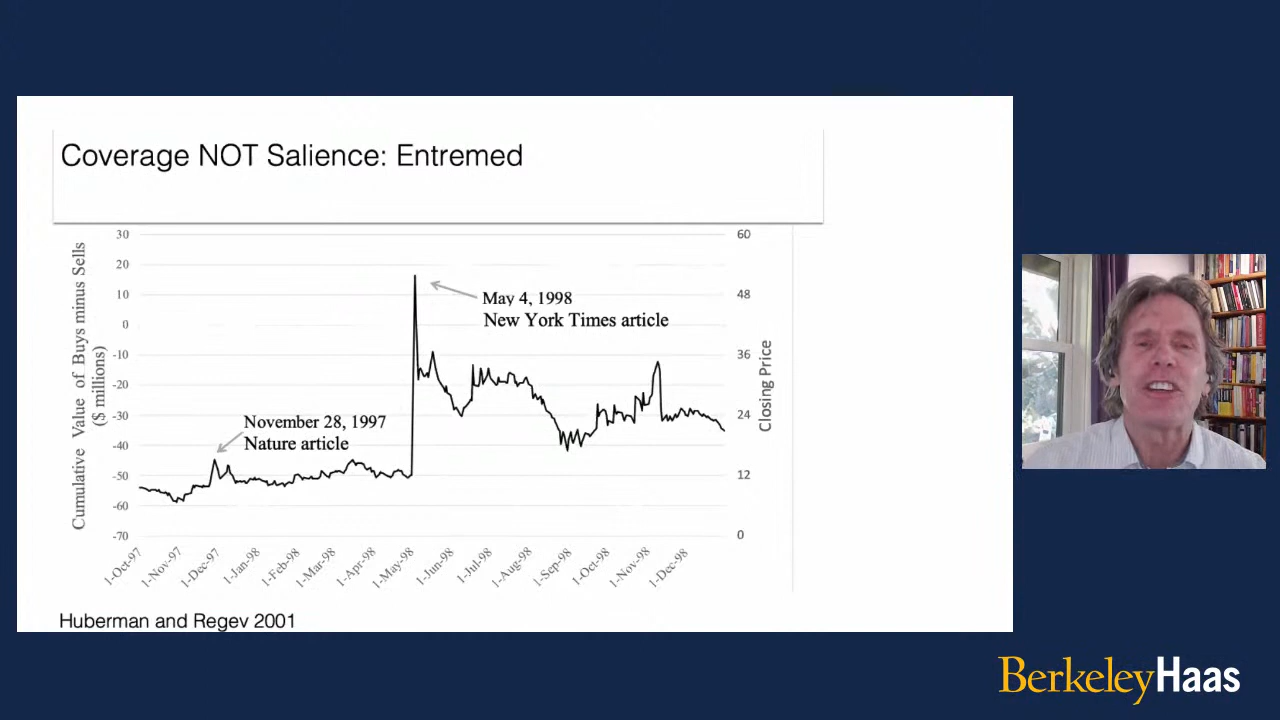 Coverage NOT Salience: Entremed
Cumulative Value of Buys minus Sells
($ millions)
30
20
10
0
-10
-20
-30
-40
-50
-60
-70
May 4, 1998
New York Times article
November 28, 1997
Nature article
60
48
36
24
12
0
Closing Price
1-Oct-97
1-Nov-97
1-Dec-97
1-Jan-98
1-Feb-98
1-Mar-98
1-Apr-98
1-May-98
1-Jun-98
1-Jul-98
1-Aug-98
1-Sep-98
1-Oct-98
1-Nov-98
1-Dec-98
Huberman and Regev 2001
BerkeleyHaas